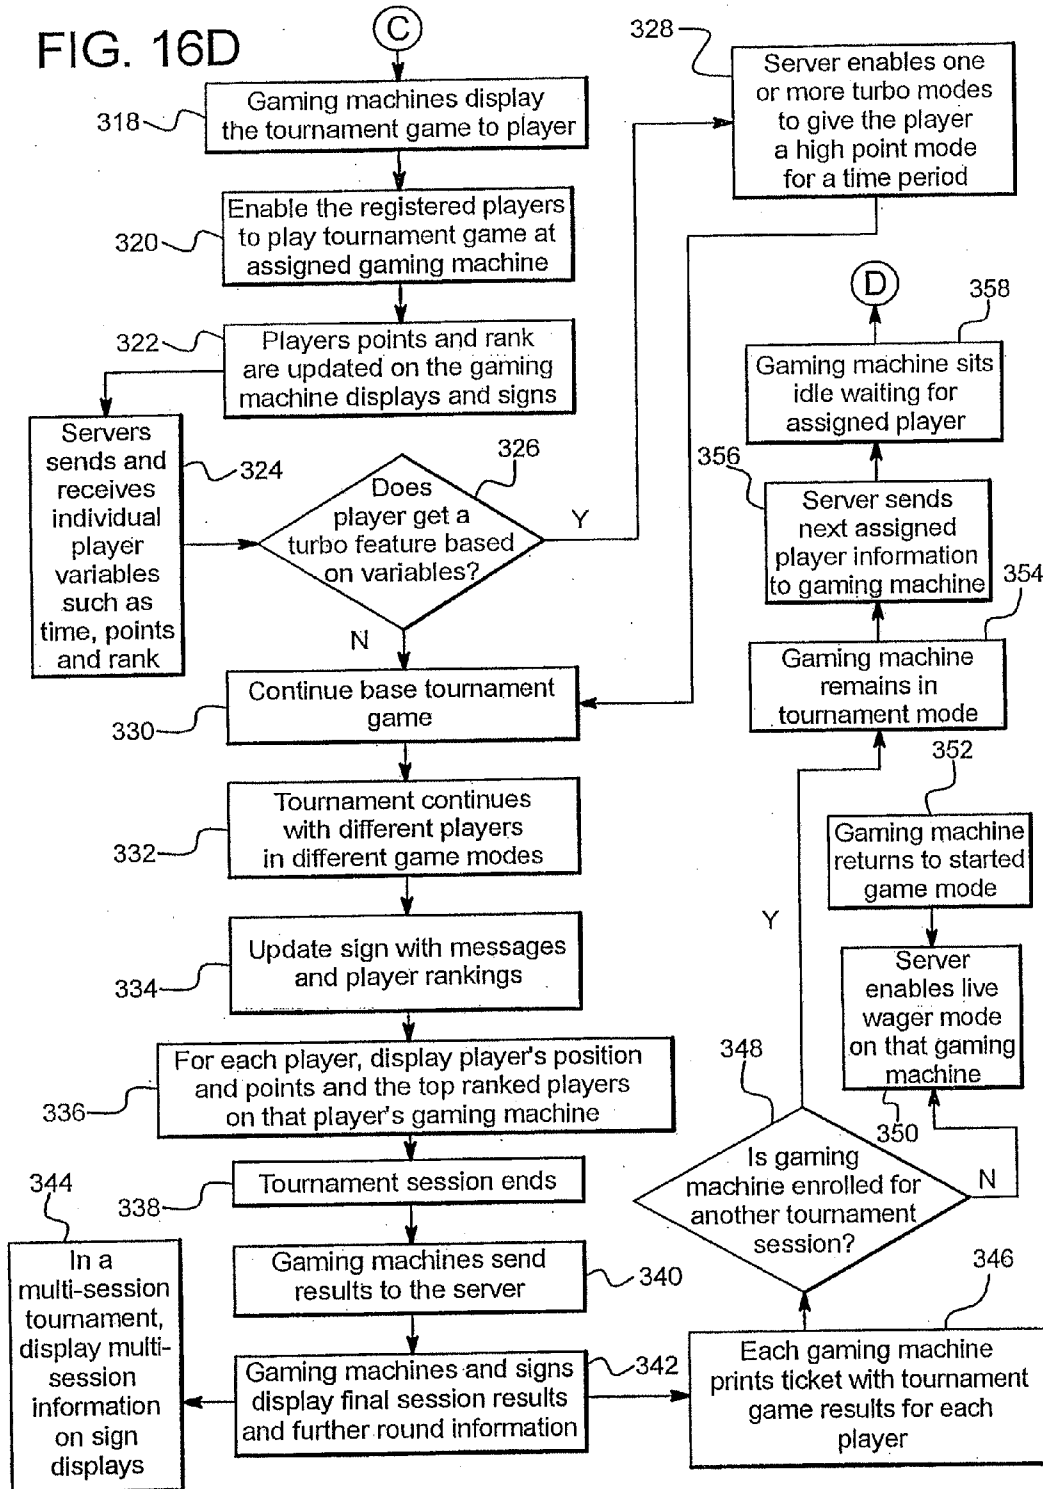 FIG. 16D
C
318
Gaming machines display
the tournament game to player
320
Enable the registered players
to play tournament game at
assigned gaming machine
322
Players points and rank
are updated on the gaming
machine displays and signs
Servers
sends and
receives
individual
player
variables
such as
time, points
and rank
324
326
Does
player get a
turbo feature based
on variables?
Y
N
328
Server enables one
or more turbo modes
to give the player
a high point mode
for a time period
330
Continue base tournament
game
332
Tournament continues
with different players
in different game modes
334
Update sign with messages
and player rankings
336
For each player, display player's position
and points and the top ranked players
on that player's gaming machine
338
Tournament session ends
340
Gaming machines send
results to the server
342
Gaming machines and signs
display final session results
and further round information
344
In a
multi-session
tournament,
display multi-
session
information
on sign
displays
346
Each gaming machine
prints ticket with tournament
game results for each
player
348
Is gaming
machine enrolled for
another tournament
session?
N
Y
350
Server
enables live
wager mode
on that gaming
machine
352
Gaming machine
returns to started
game mode
354
Gaming machine
remains in
tournament mode
356
Server sends
next assigned
player information
to gaming machine
358
Gaming machine sits
idle waiting for
assigned player
D